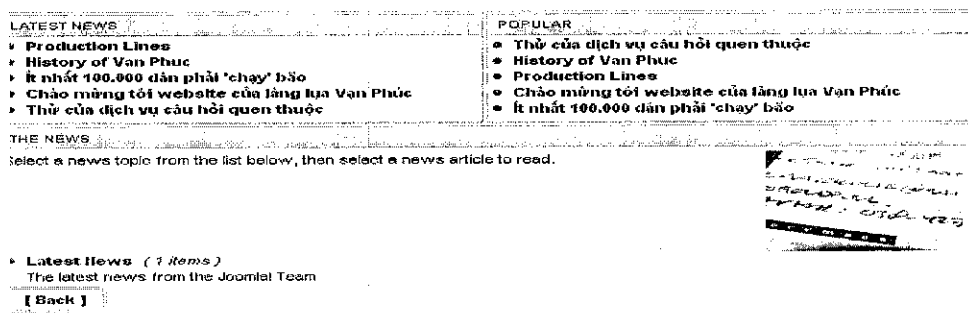 LATEST NEWS
Production Lines
History of Van Phuc
Ít nhất 100.000 dân phải 'chạy' bão
Chào mừng tới website của làng lụa Vạn Phúc
Thử của dịch vụ câu hỏi quen thuộc
POPULAR
Thử của dịch vụ câu hỏi quen thuộc
History of Van Phuc
Production Lines
Chào mừng tới website của làng lụa Vạn Phúc
Ít nhất 100.000 dân phải 'chạy' bão
THE NEWS
Select a news topic from the list below, then select a news article to read.
Latest News (1 items)
The latest news from the Joomla! Team
[ Back ]